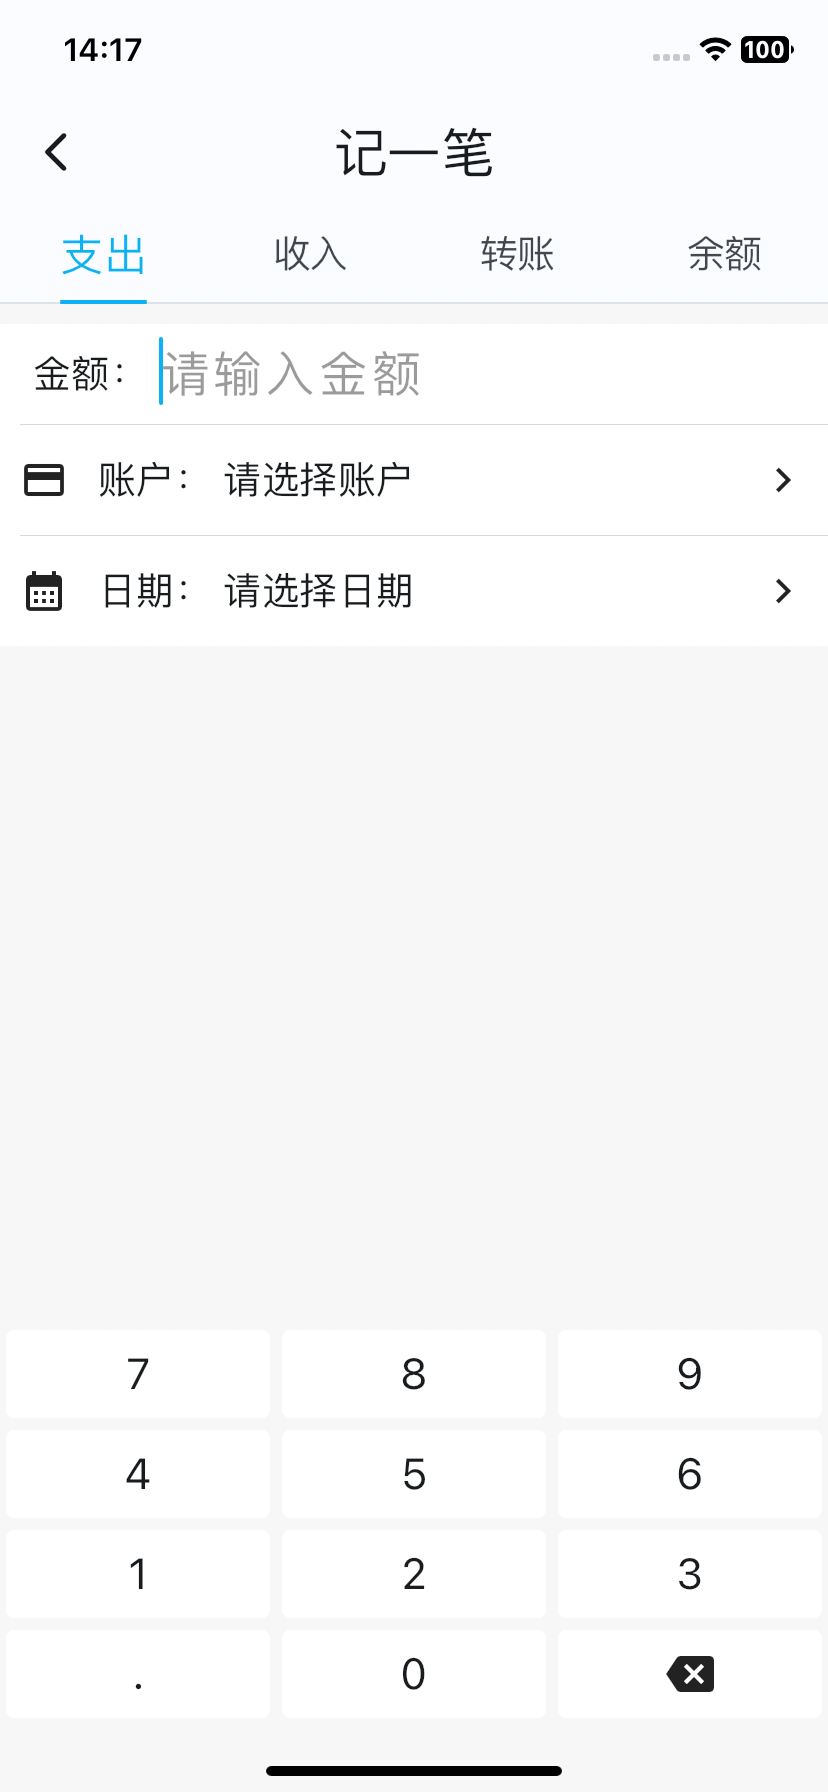 14:17
100
记一笔
支出 收入 转账 余额
金额： 请输入金额
账户： 请选择账户
日期： 请选择日期
7 8 9
4 5 6
1 2 3
. 0